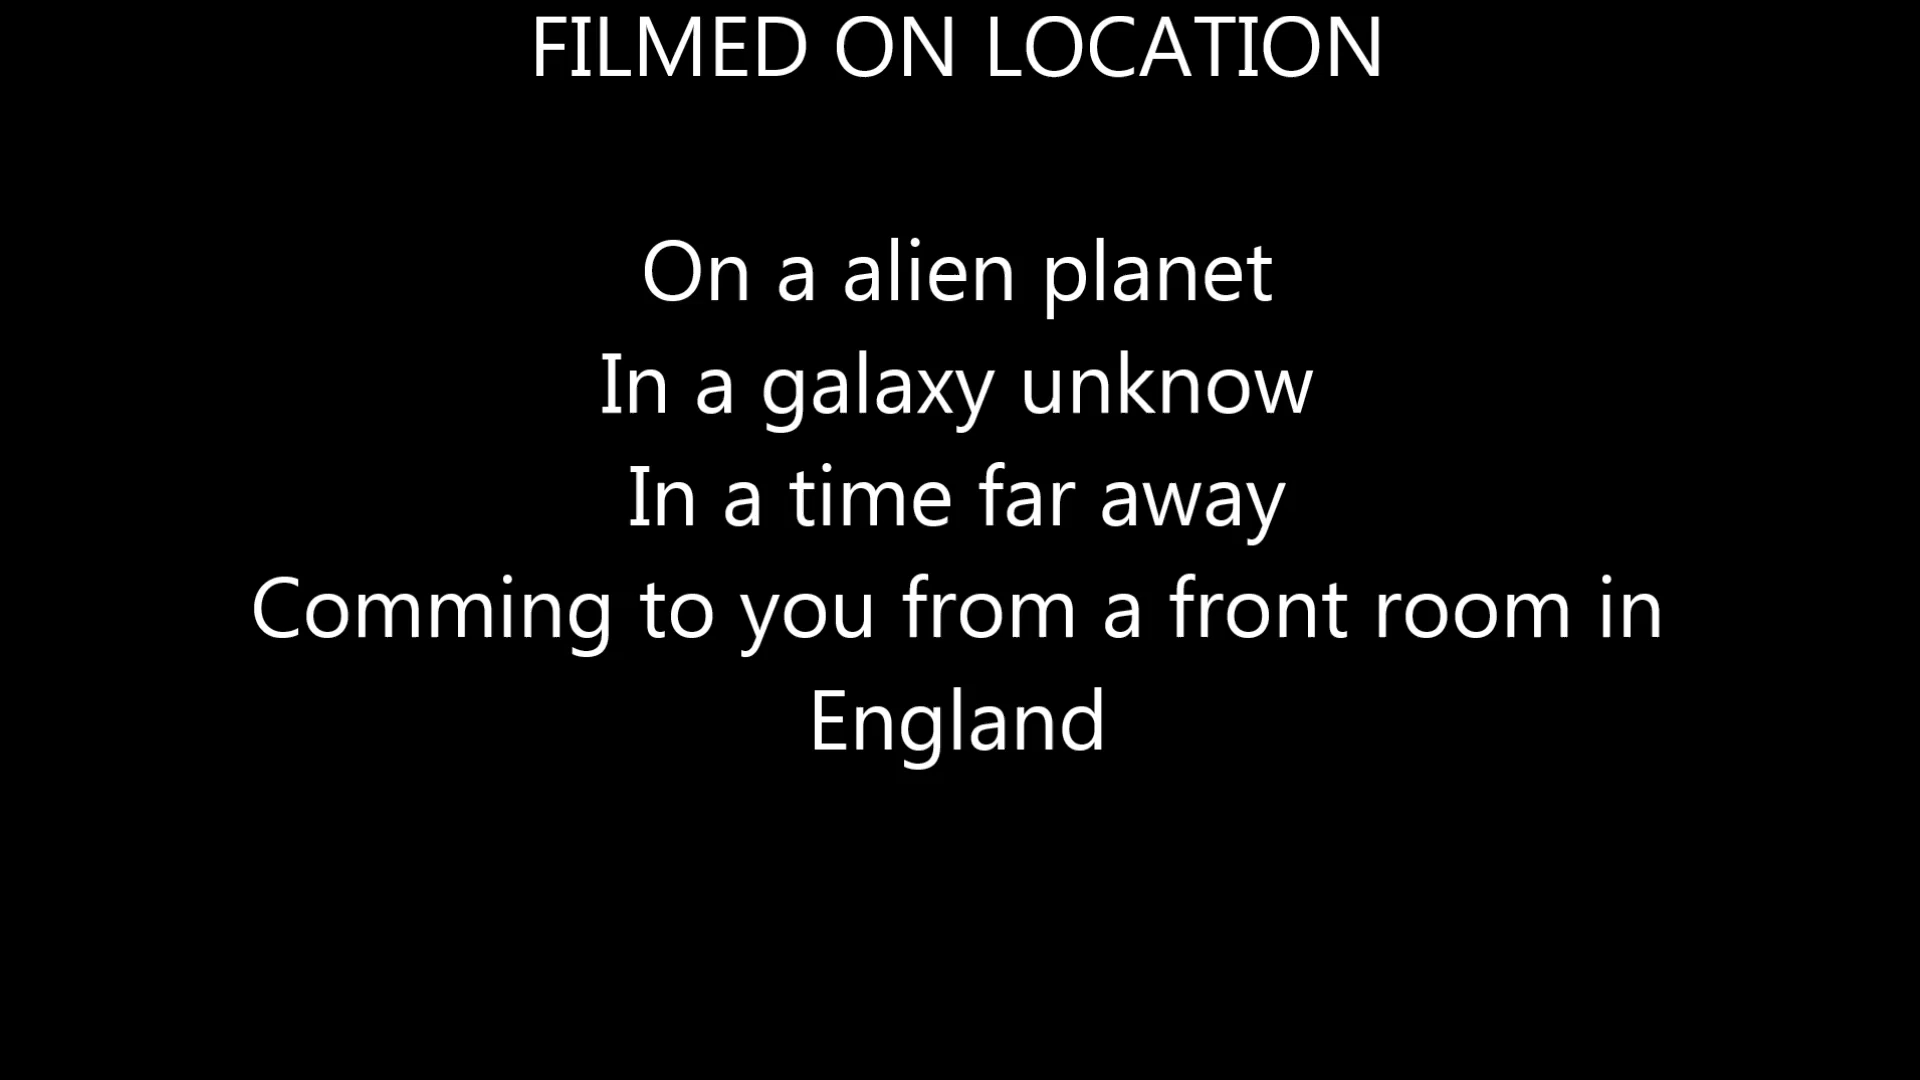 FILMED ON LOCATION
On a alien planet
In a galaxy unknow
In a time far away
Comming to you from a front room in
England